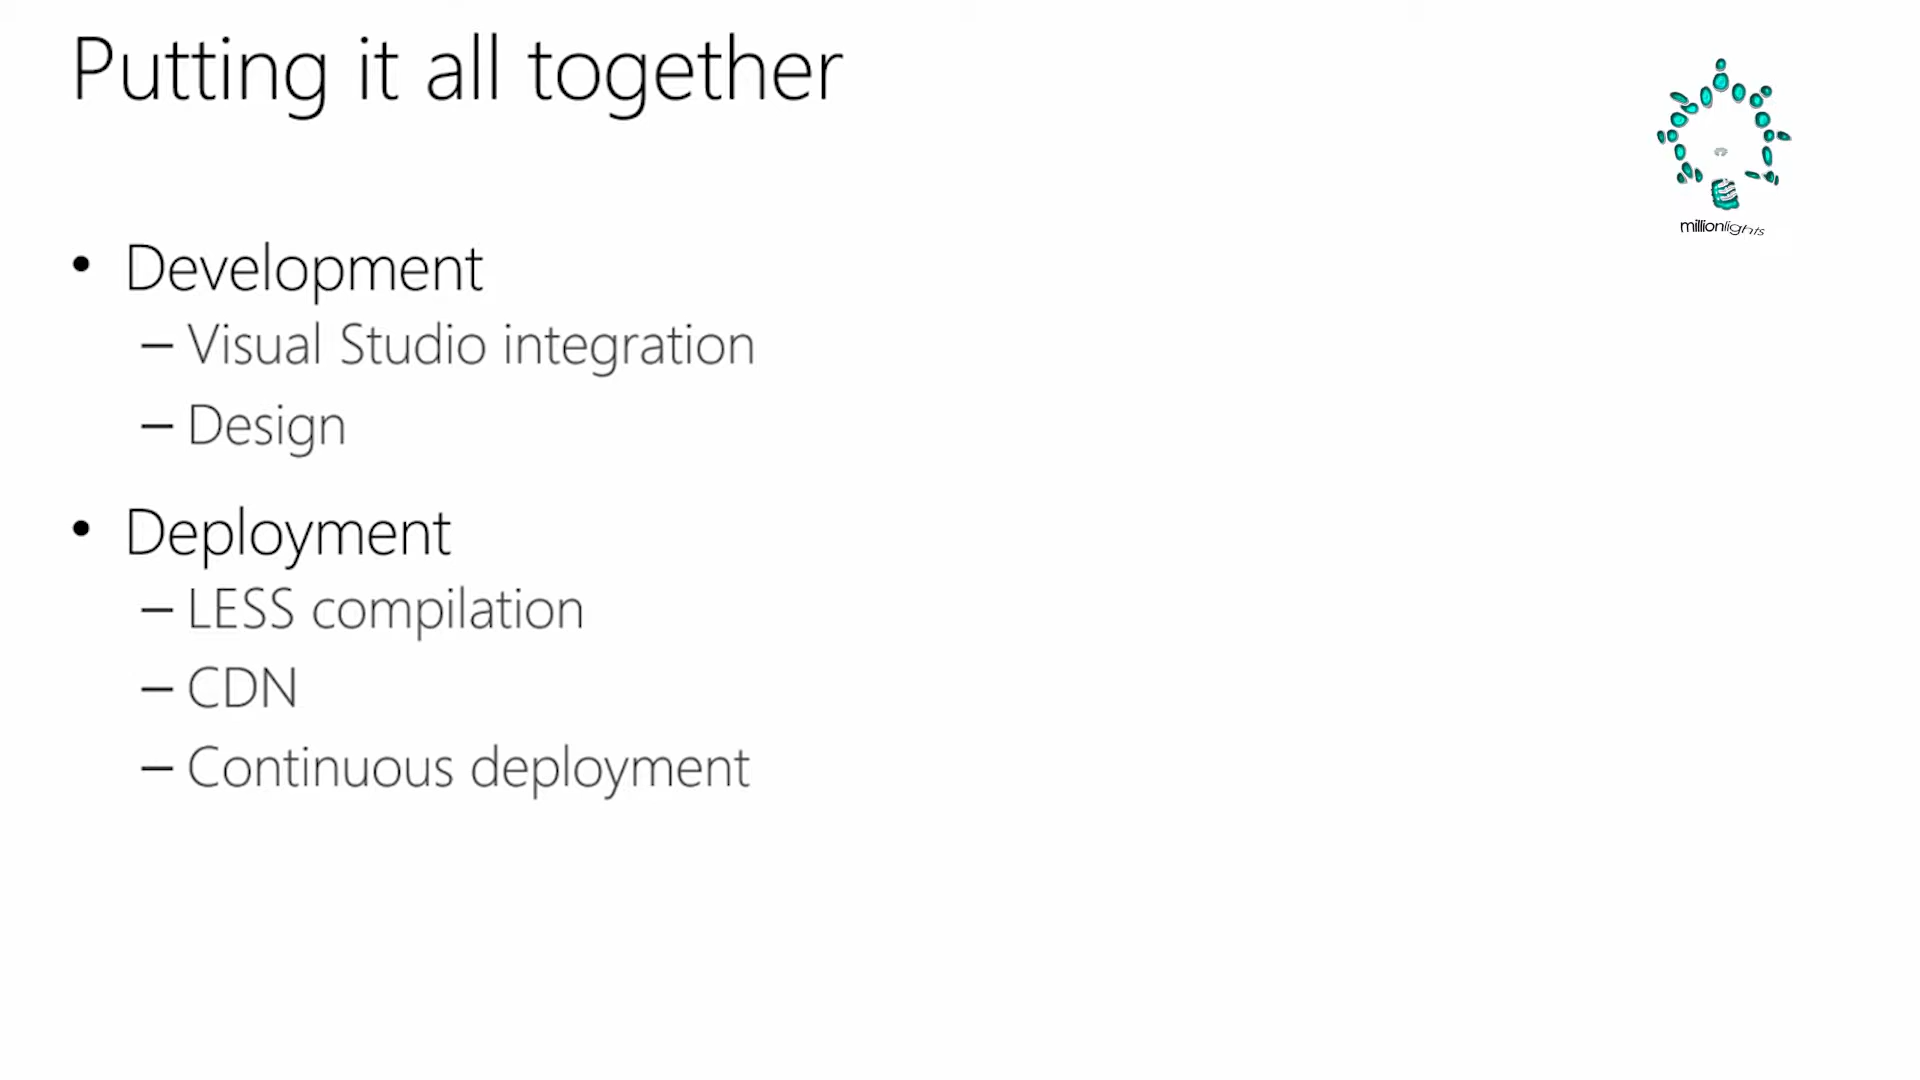 Putting it all together
millionlights
• Development
– Visual Studio integration
– Design
• Deployment
– LESS compilation
– CDN
– Continuous deployment